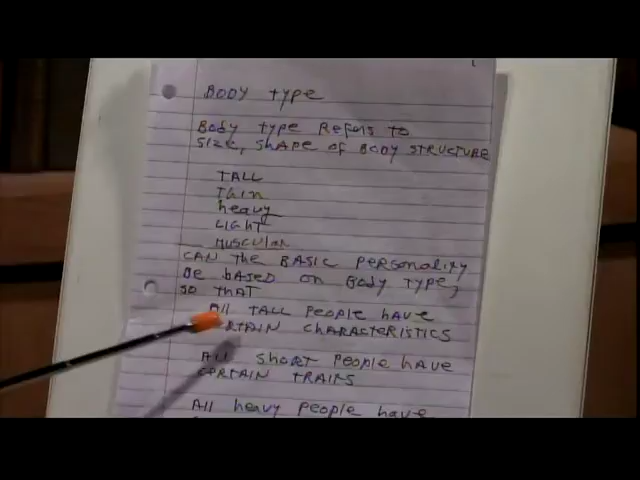 BODY TYPE
BODY TYPE REFERS TO
SIZE, SHAPE OF BODY STRUCTURE
TALL
Thin
heavy
LIGHT
MUSCULAR
CAN THE BASIC PERSONALITY
BE BASED ON BODY TYPE,
SO THAT
All TALL PEOPLE HAVE
CHARACTERISTICS
ALL SHORT PEOPLE HAVE
CERTAIN TRAITS
All heavy people have